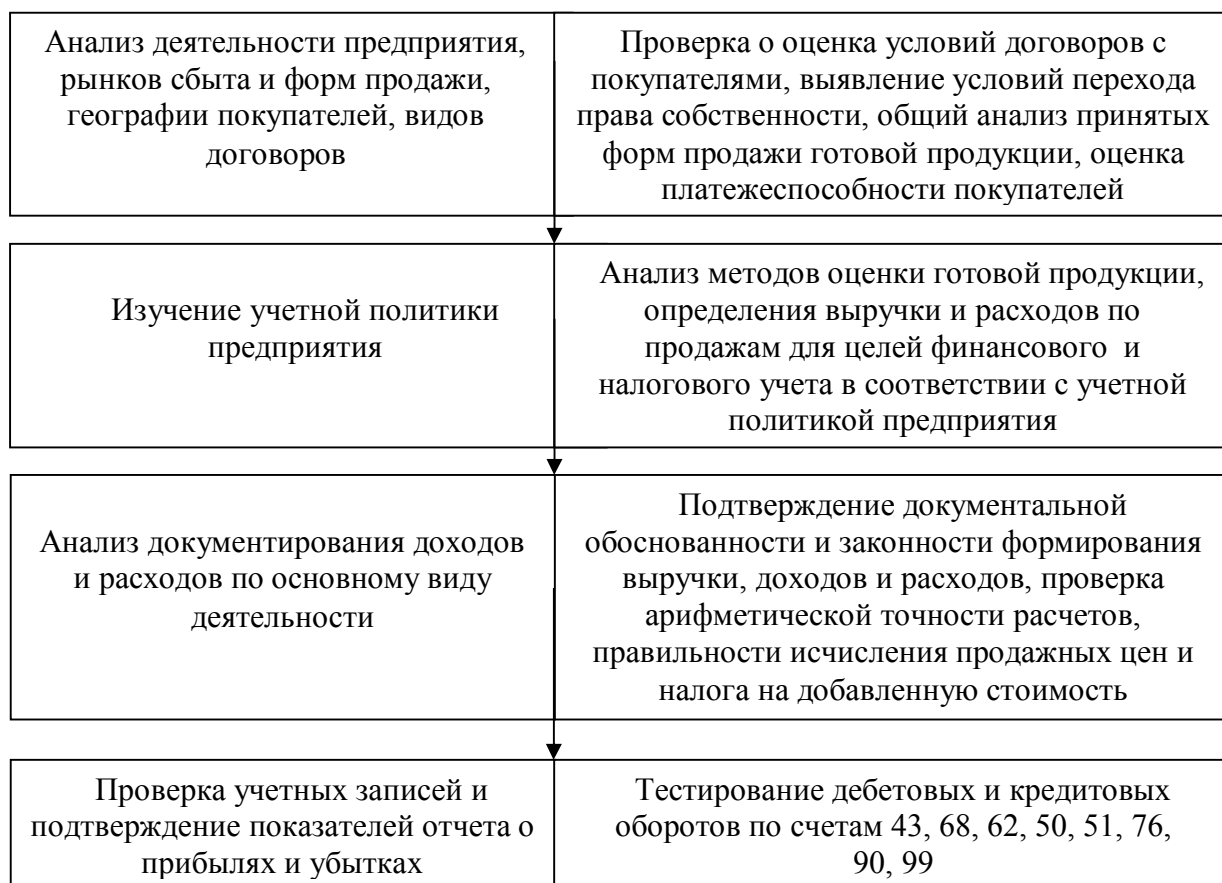 Анализ деятельности предприятия,
рынков сбыта и форм продажи,
географии покупателей, видов
договоров
Проверка о оценка условий договоров с
покупателями, выявление условий перехода
права собственности, общий анализ принятых
форм продажи готовой продукции, оценка
платежеспособности покупателей
Изучение учетной политики
предприятия
Анализ методов оценки готовой продукции,
определения выручки и расходов по
продажам для целей финансового и
налогового учета в соответствии с учетной
политикой предприятия
Анализ документирования доходов
и расходов по основному виду
деятельности
Подтверждение документальной
обоснованности и законности формирования
выручки, доходов и расходов, проверка
арифметической точности расчетов,
правильности исчисления продажных цен и
налога на добавленную стоимость
Проверка учетных записей и
подтверждение показателей отчета о
прибылях и убытках
Тестирование дебетовых и кредитовых
оборотов по счетам 43, 68, 62, 50, 51, 76,
90, 99